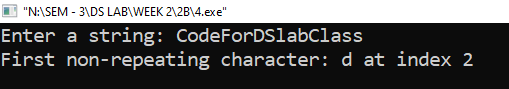 "N:\SEM - 3\DS LAB\WEEK 2\2B\4.exe"
Enter a string: CodeForDSlabClass
First non-repeating character: d at index 2